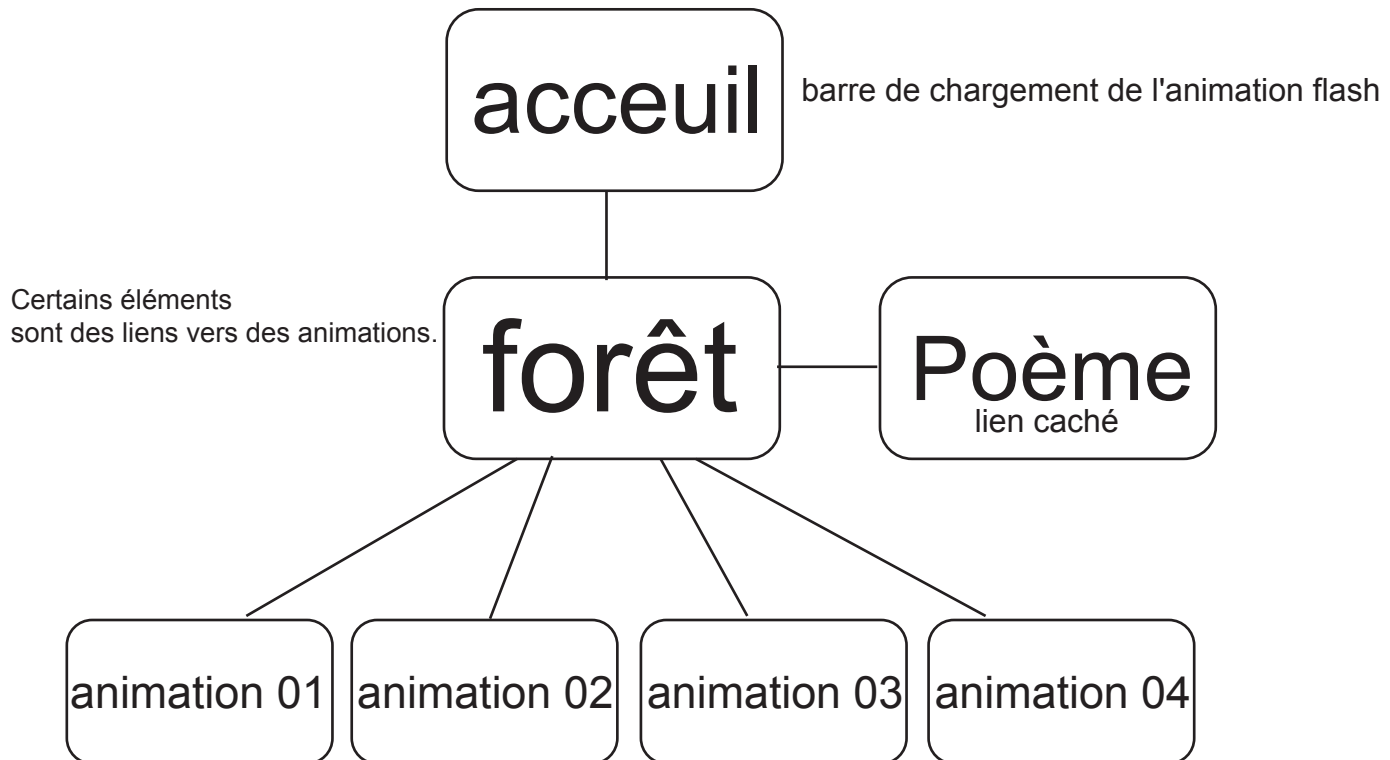 acceuil
barre de chargement de l'animation flash
Certains éléments
sont des liens vers des animations.
forêt
Poème
lien caché
animation 01
animation 02
animation 03
animation 04